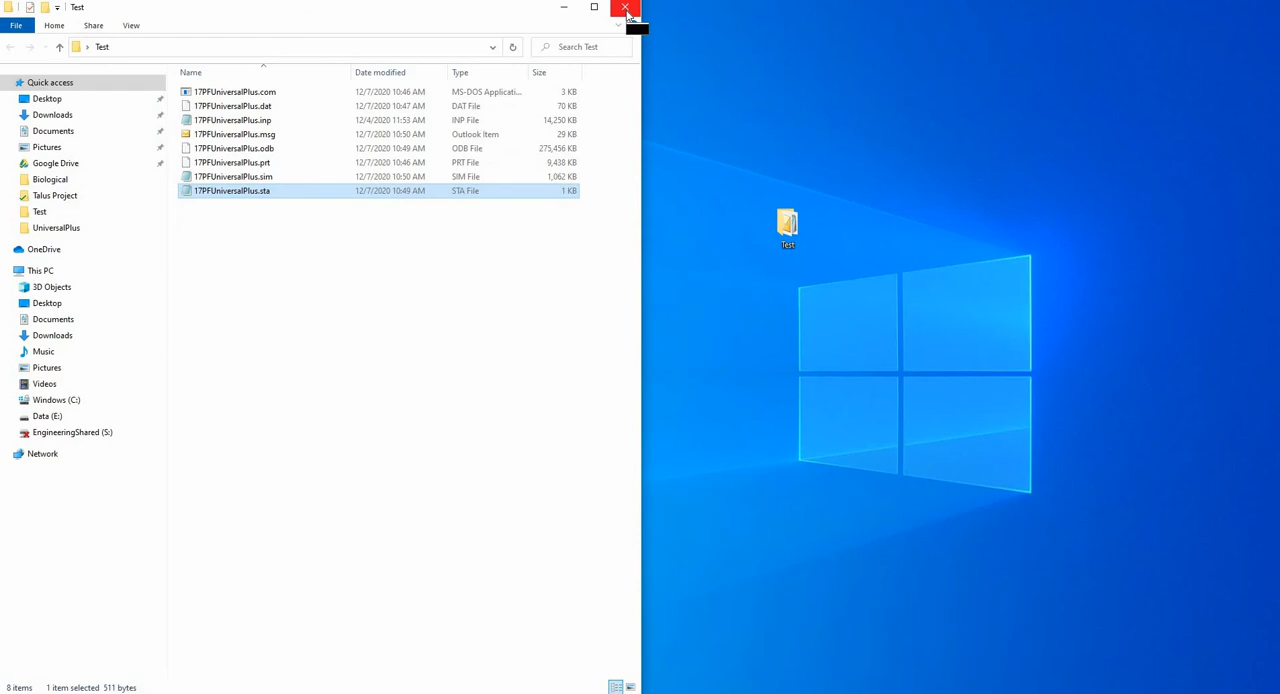 Test
File Home Share View
Test
Search Test
Name Date modified Type Size
Quick access
Desktop
Downloads
Documents
Pictures
Google Drive
Biological
Talus Project
Test
UniversalPlus
OneDrive
This PC
3D Objects
Desktop
Documents
Downloads
Music
Pictures
Videos
Windows (C:)
Data (E:)
EngineeringShared (S:)
Network
17PFUniversalPlus.com 12/7/2020 10:46 AM MS-DOS Applicati... 3 KB
17PFUniversalPlus.dat 12/7/2020 10:47 AM DAT File 70 KB
17PFUniversalPlus.inp 12/4/2020 11:53 AM INP File 14,250 KB
17PFUniversalPlus.msg 12/7/2020 10:50 AM Outlook Item 29 KB
17PFUniversalPlus.odb 12/7/2020 10:49 AM ODB File 275,456 KB
17PFUniversalPlus.prt 12/7/2020 10:46 AM PRT File 9,438 KB
17PFUniversalPlus.sim 12/7/2020 10:50 AM SIM File 1,062 KB
17PFUniversalPlus.sta 12/7/2020 10:49 AM STA File 1 KB
Test
8 items 1 item selected 511 bytes